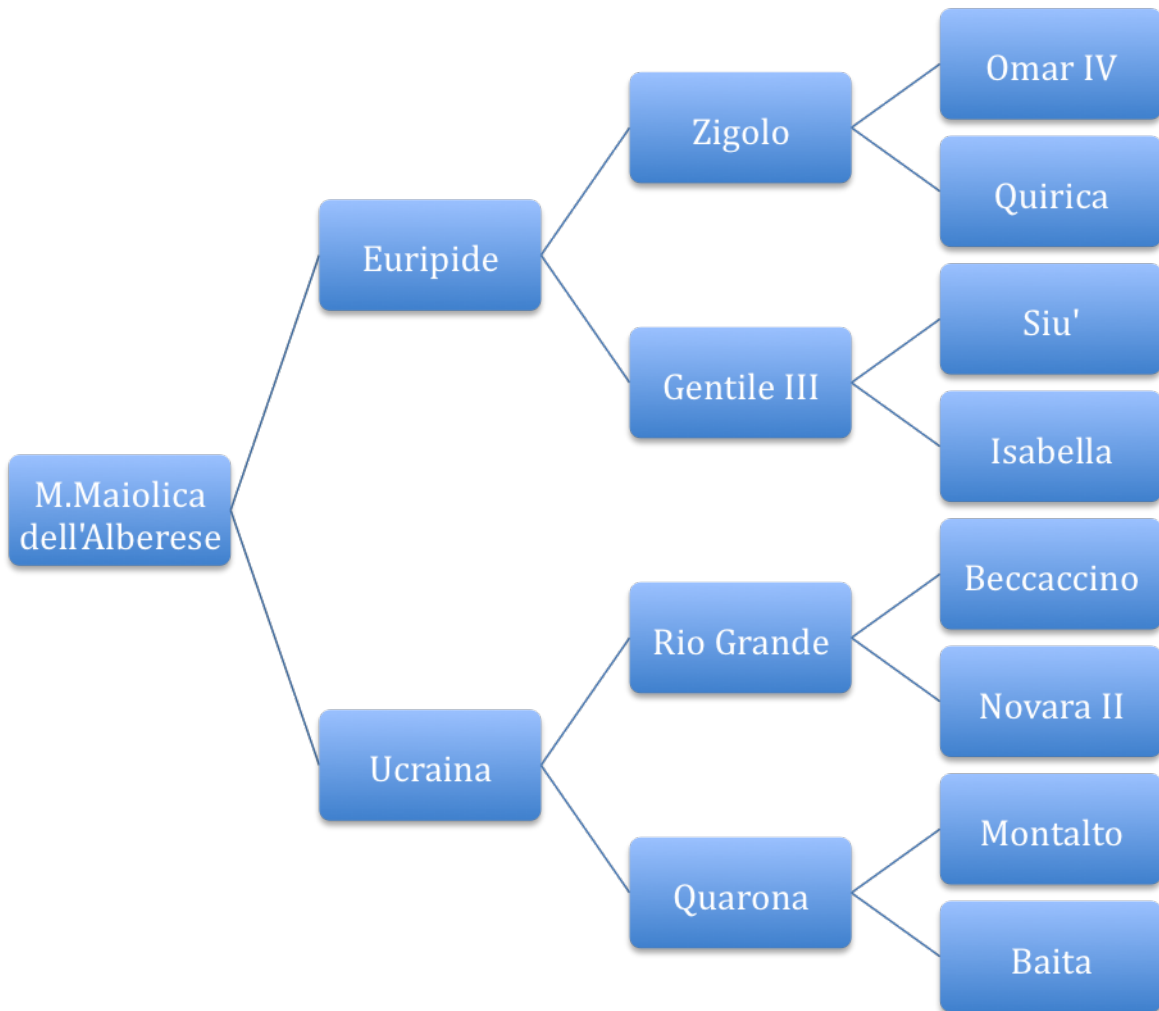 Omar IV
Zigolo
Quirica
Euripide
Siu'
Gentile III
Isabella
M.Maiolica
dell'Alberese
Beccaccino
Rio Grande
Novara II
Ucraina
Montalto
Quarona
Baita